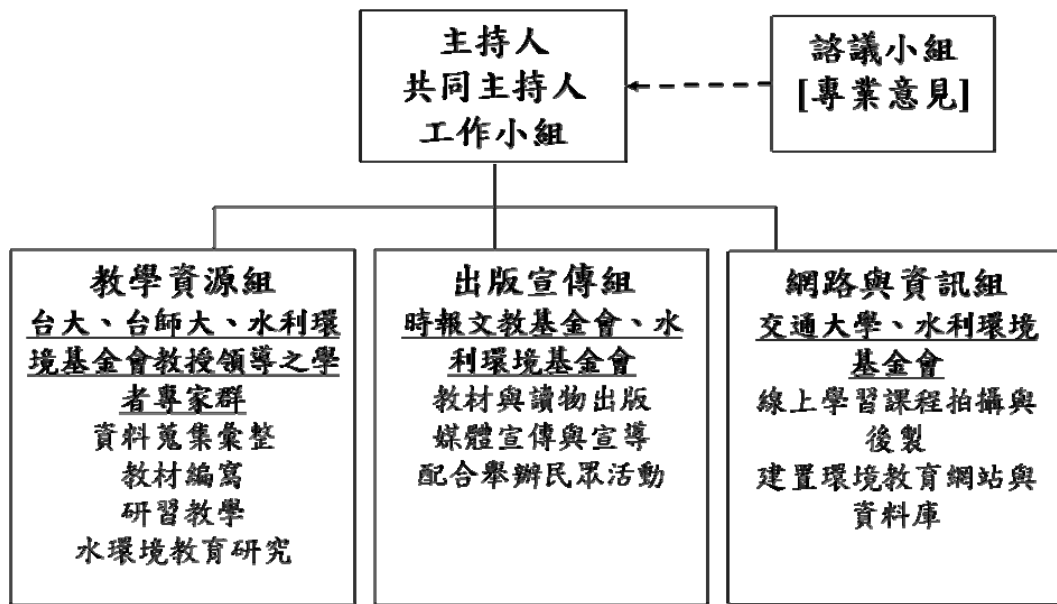 主持人
共同主持人
工作小組
諮議小組
[專業意見]
教學資源組
台大、台師大、水利環
境基金會教授領導之學
者專家群
資料蒐集彙整
教材編寫
研習教學
水環境教育研究
出版宣傳組
時報文教基金會、水
利環境基金會
教材與讀物出版
媒體宣傳與宣導
配合舉辦民眾活動
網路與資訊組
交通大學、水利環境
基金會
線上學習課程拍攝與
後製
建置環境教育網站與
資料庫